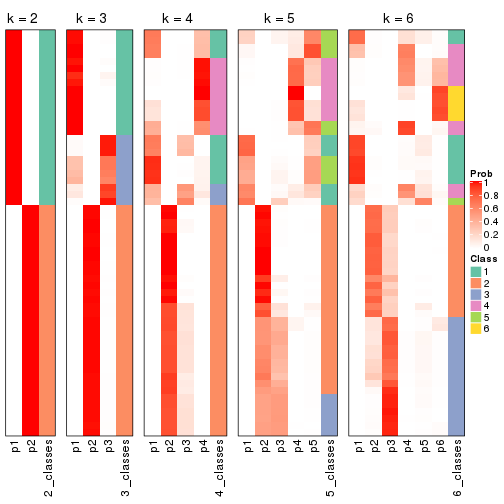 k = 2
k = 3
k = 4
k = 5
k = 6
p1
p2
2_classes
p1
p2
p3
3_classes
p1
p2
p3
p4
4_classes
p1
p2
p3
p4
p5
5_classes
p1
p2
p3
p4
p5
p6
6_classes
Prob
1
0.8
0.6
0.4
0.2
0
Class
1
2
3
4
5
6